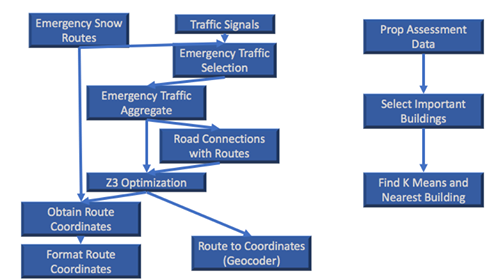 Emergency Snow
Routes
Traffic Signals
Emergency Traffic
Selection
Emergency Traffic
Aggregate
Road Connections
with Routes
Z3 Optimization
Obtain Route
Coordinates
Format Route
Coordinates
Route to Coordinates
(Geocoder)
Prop Assessment
Data
Select Important
Buildings
Find K Means and
Nearest Building